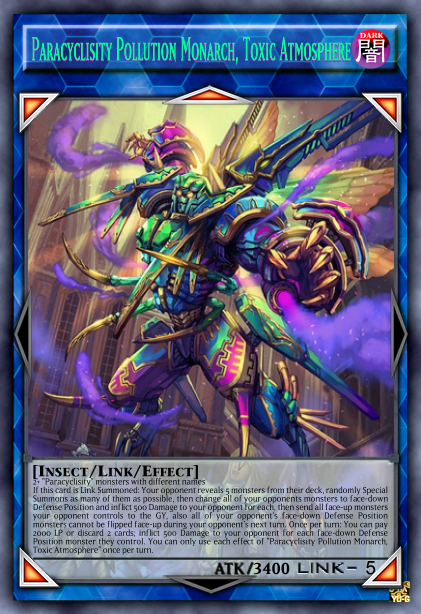 Paracyclisity Pollution Monarch, Toxic Atmosphere
DARK
闇
[Insect/Link/Effect]
2+ "Paracyclisity" monsters with different names
If this card is Link Summoned: Your opponent reveals 5 monsters from their deck, randomly Special
Summons as many of them as possible, then change all of your opponents monsters to face-down
Defense Position and inflict 500 Damage to your opponent for each, then send all face-up monsters
your opponent controls to the GY, also all of your opponent's face-down Defense Position
monsters cannot be flipped face-up during your opponent's next turn. Once per turn: You can pay
2000 LP or discard 2 cards; inflict 500 Damage to your opponent for each face-down Defense
Position monster they control. You can only use each effect of "Paracyclisity Pollution Monarch,
Toxic Atmosphere" once per turn.
ATK/3400 LINK-5